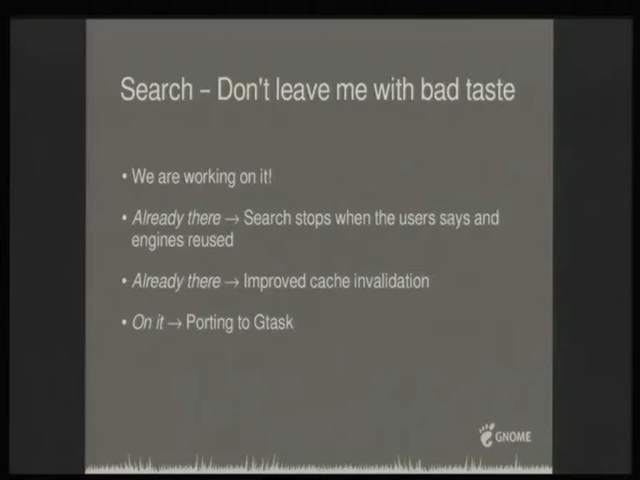 Search – Don't leave me with bad taste
• We are working on it!
• Already there → Search stops when the users says and
engines reused
• Already there → Improved cache invalidation
• On it → Porting to Gtask
GNOME